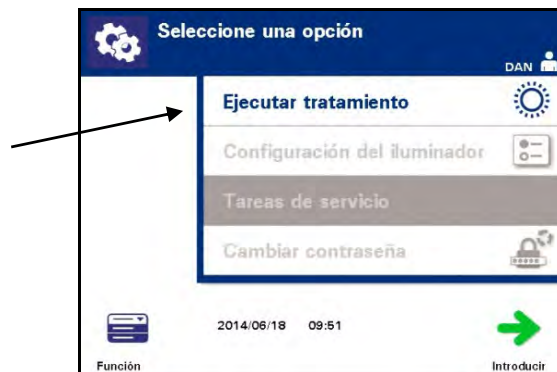 Seleccione una opción
DAN
Ejecutar tratamiento
Configuración del iluminador
Tareas de servicio
Cambiar contraseña
2014/06/18 09:51
Función
Introducir